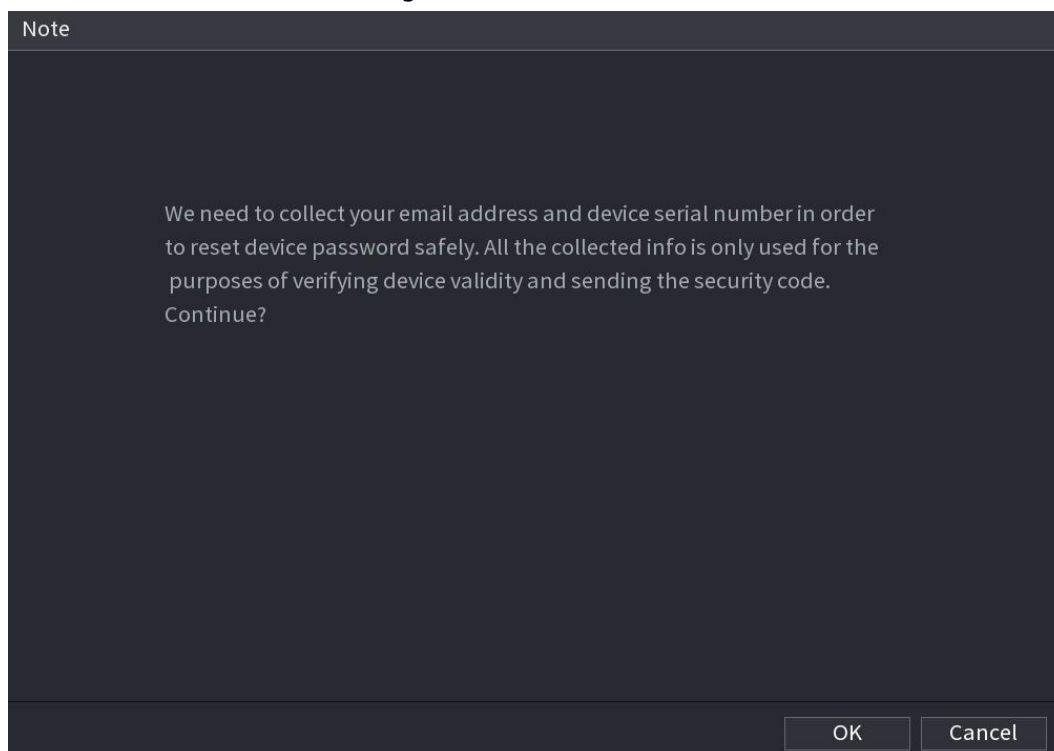 Note
We need to collect your email address and device serial number in order
to reset device password safely. All the collected info is only used for the
purposes of verifying device validity and sending the security code.
Continue?
OK
Cancel